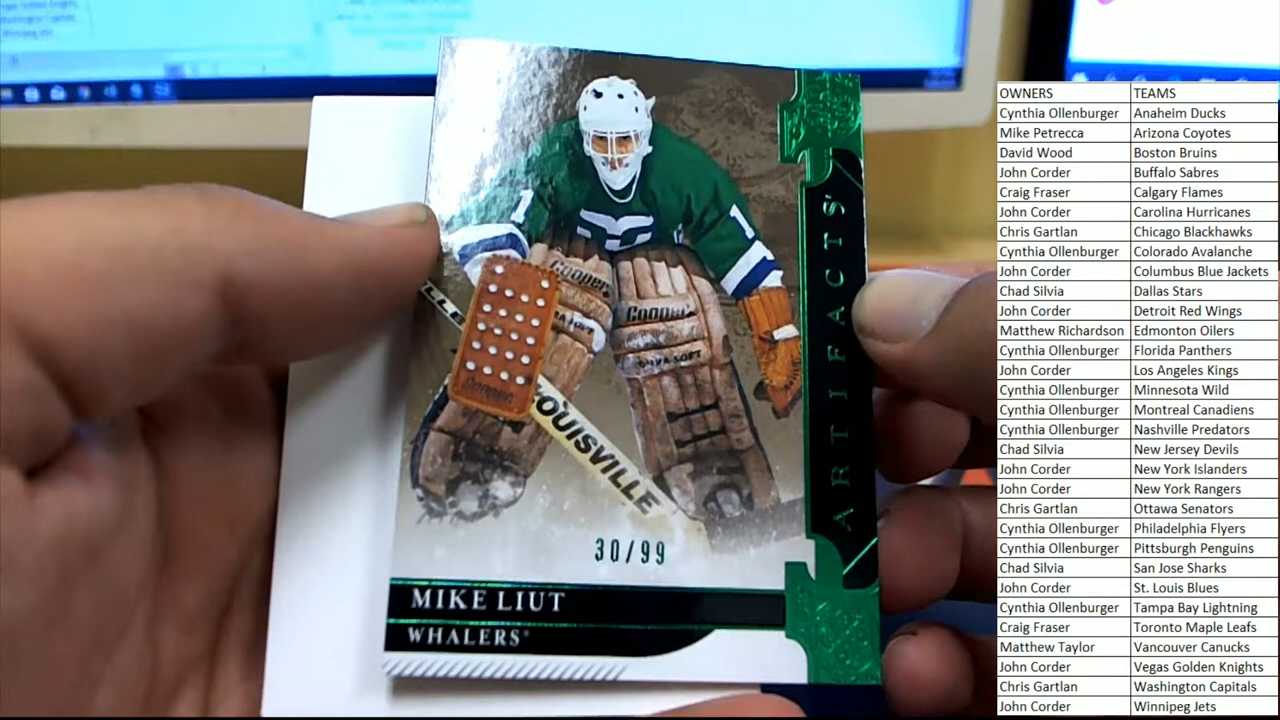 ARTIFACTS
1
1
Cooper
Cooper
Cooper
LOUISVILLE
30/99
MIKE LIUT
WHALERS
OWNERS TEAMS
Cynthia Ollenburger Anaheim Ducks
Mike Petrecca Arizona Coyotes
David Wood Boston Bruins
John Corder Buffalo Sabres
Craig Fraser Calgary Flames
John Corder Carolina Hurricanes
Chris Gartlan Chicago Blackhawks
Cynthia Ollenburger Colorado Avalanche
John Corder Columbus Blue Jackets
Chad Silvia Dallas Stars
John Corder Detroit Red Wings
Matthew Richardson Edmonton Oilers
Cynthia Ollenburger Florida Panthers
John Corder Los Angeles Kings
Cynthia Ollenburger Minnesota Wild
Cynthia Ollenburger Montreal Canadiens
Cynthia Ollenburger Nashville Predators
Chad Silvia New Jersey Devils
John Corder New York Islanders
John Corder New York Rangers
Chris Gartlan Ottawa Senators
Cynthia Ollenburger Philadelphia Flyers
Cynthia Ollenburger Pittsburgh Penguins
Chad Silvia San Jose Sharks
John Corder St. Louis Blues
Cynthia Ollenburger Tampa Bay Lightning
Craig Fraser Toronto Maple Leafs
Matthew Taylor Vancouver Canucks
John Corder Vegas Golden Knights
Chris Gartlan Washington Capitals
John Corder Winnipeg Jets